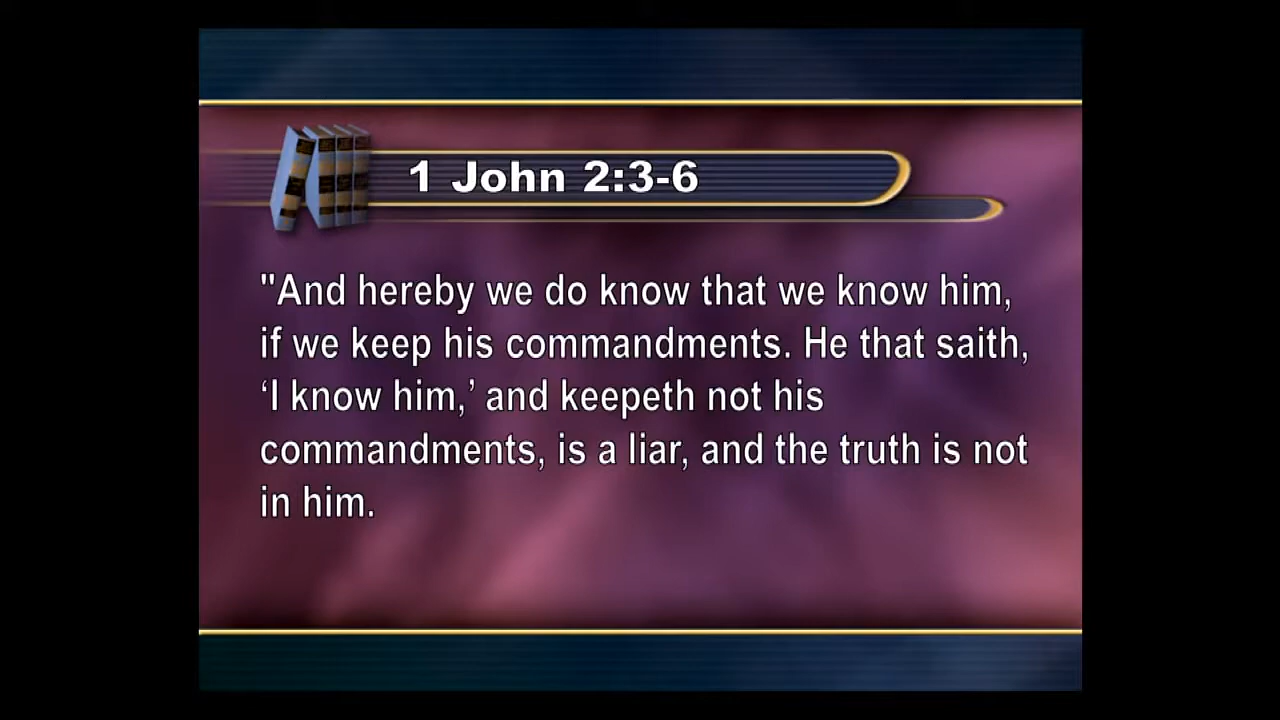 1 John 2:3-6
"And hereby we do know that we know him,
if we keep his commandments. He that saith,
‘I know him,’ and keepeth not his
commandments, is a liar, and the truth is not
in him.